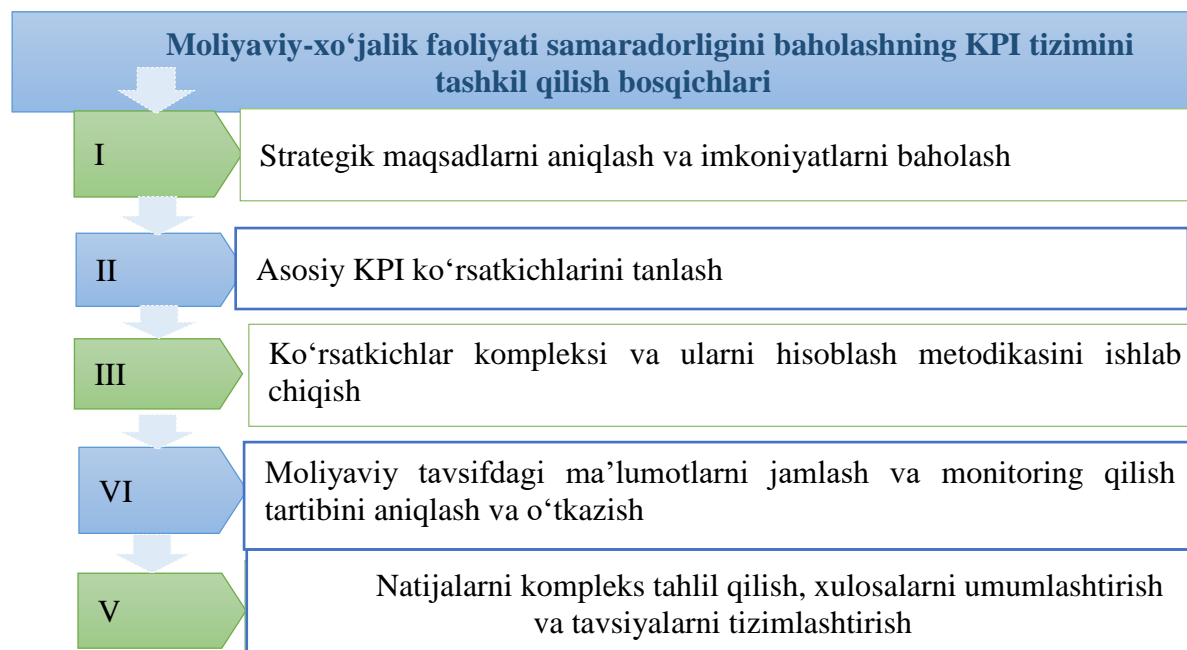 Moliyaviy-xo‘jalik faoliyati samaradorligini baholashning KPI tizimini
tashkil qilish bosqichlari
I
Strategik maqsadlarni aniqlash va imkoniyatlarni baholash
II
Asosiy KPI ko‘rsatkichlarini tanlash
III
Ko‘rsatkichlar kompleksi va ularni hisoblash metodikasini ishlab
chiqish
VI
Moliyaviy tavsifdagi ma’lumotlarni jamlash va monitoring qilish
tartibini aniqlash va o‘tkazish
V
Natijalarni kompleks tahlil qilish, xulosalarni umumlashtirish
va tavsiyalarni tizimlashtirish